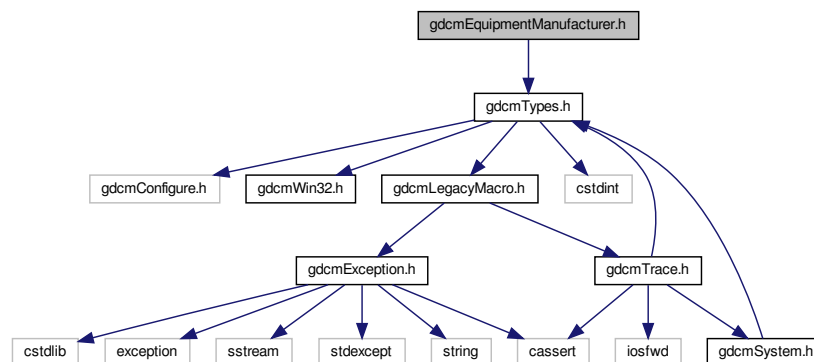 gdcmEquipmentManufacturer.h
gdcmTypes.h
gdcmConfigure.h
gdcmWin32.h
gdcmLegacyMacro.h
cstdint
gdcmException.h
gdcmTrace.h
cstdlib
exception
sstream
stdexcept
string
cassert
iosfwd
gdcmSystem.h